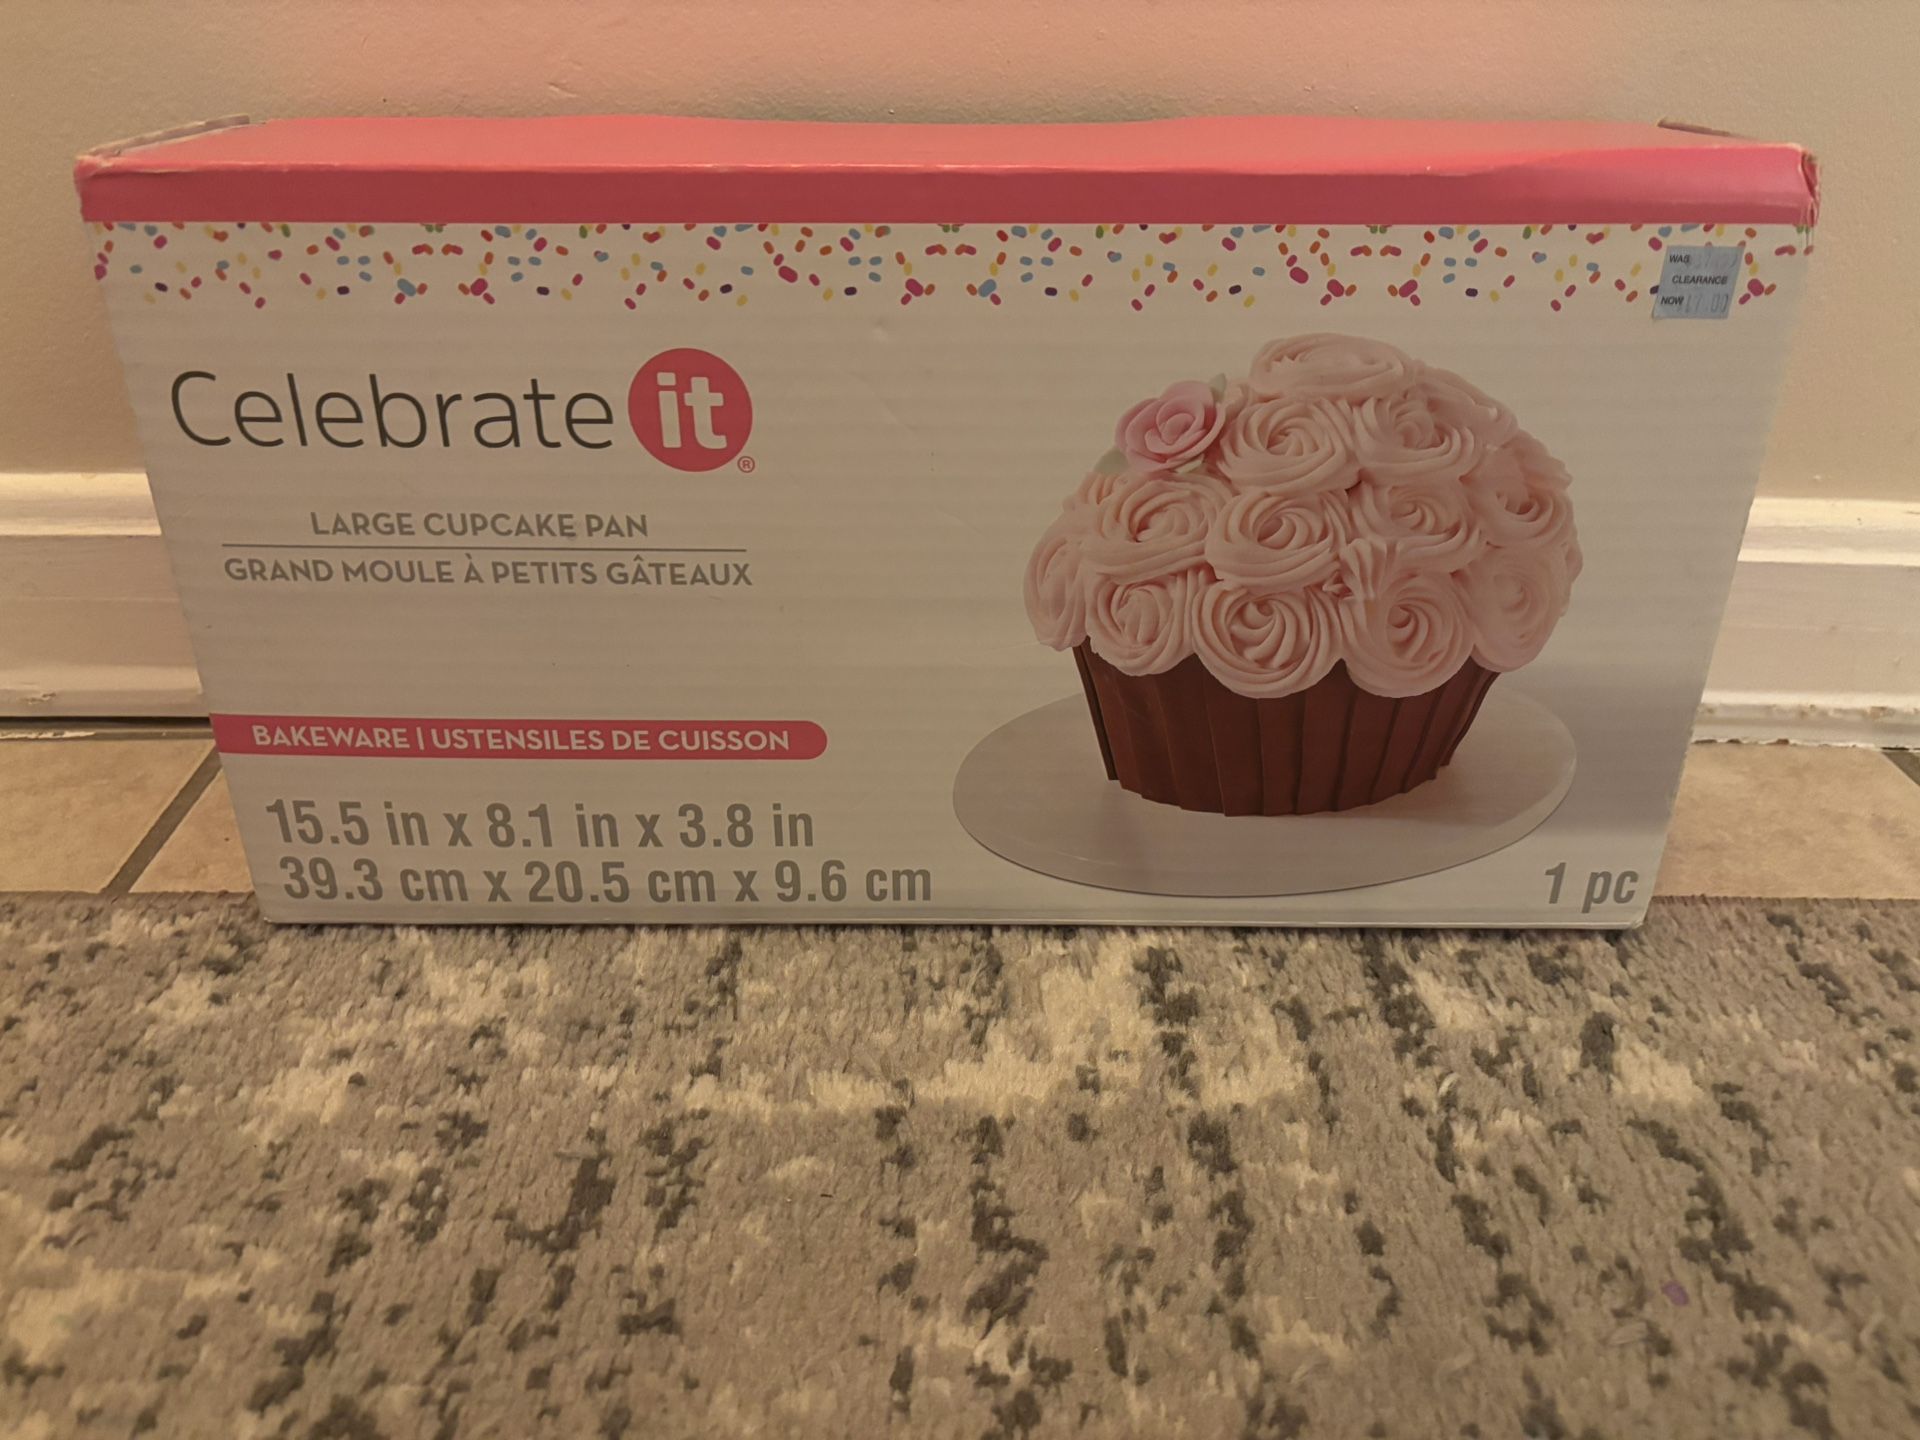 WAS
CLEARANCE
NOW
Celebrate it®
LARGE CUPCAKE PAN
GRAND MOULE À PETITS GÂTEAUX
BAKEWARE | USTENSILES DE CUISSON
15.5 in x 8.1 in x 3.8 in
39.3 cm x 20.5 cm x 9.6 cm
1 pc